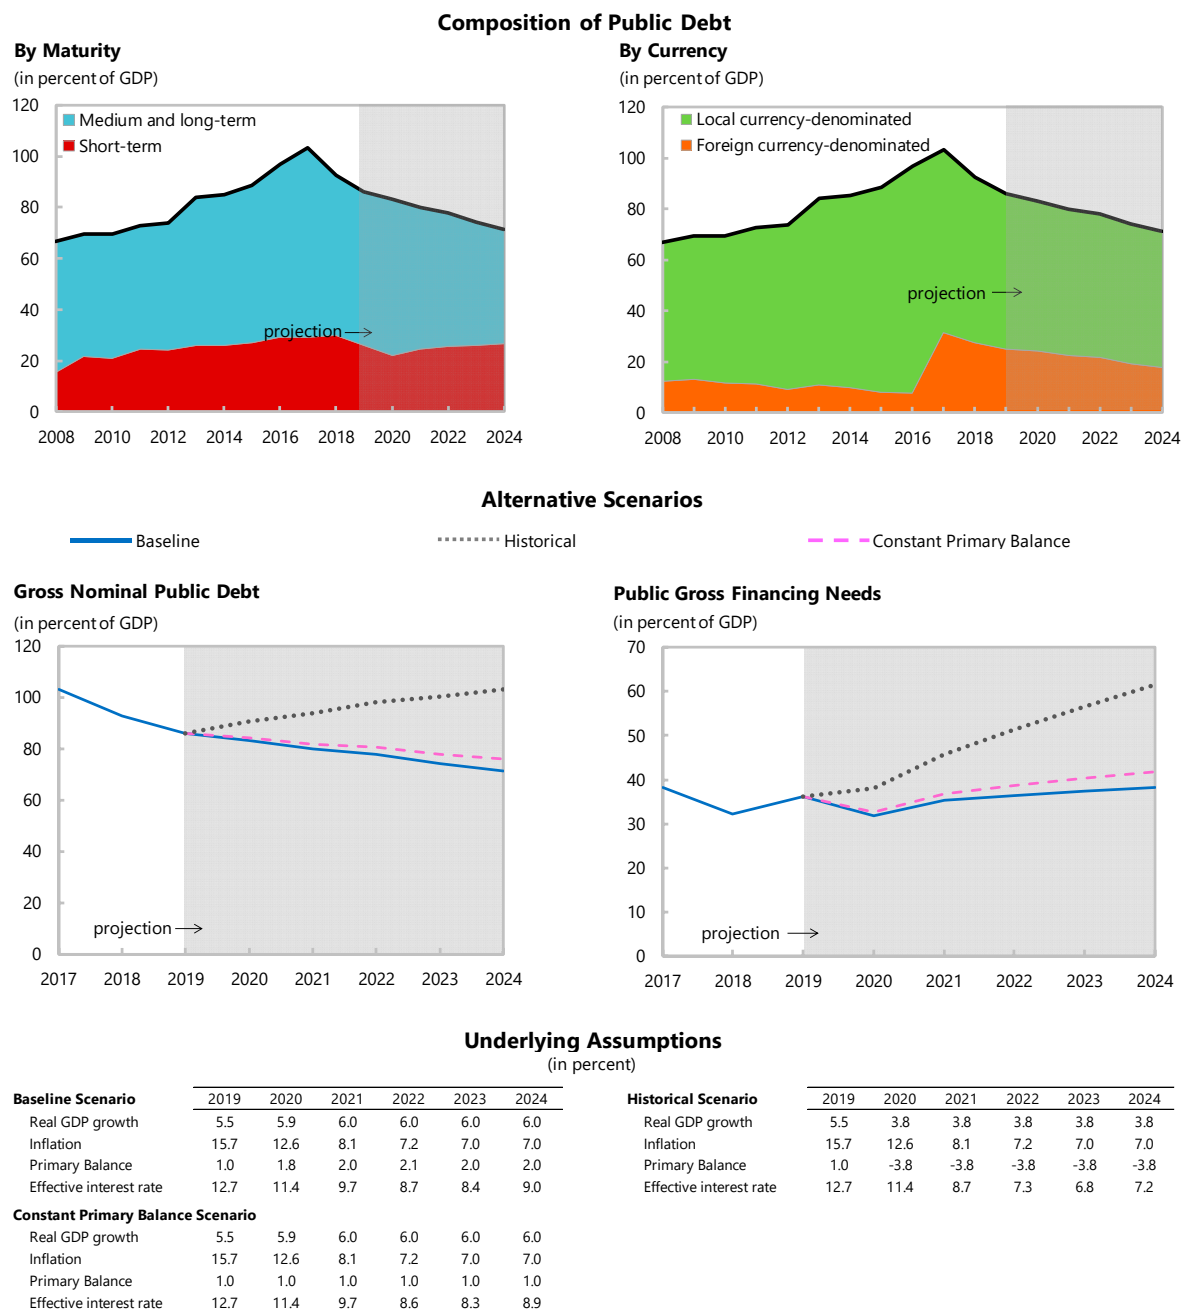 Composition of Public Debt
By Maturity
(in percent of GDP)
120
100
80
60
40
20
0
Medium and long-term
Short-term
projection
2008 2010 2012 2014 2016 2018 2020 2022 2024
By Currency
(in percent of GDP)
120
100
80
60
40
20
0
Local currency-denominated
Foreign currency-denominated
projection
2008 2010 2012 2014 2016 2018 2020 2022 2024
Alternative Scenarios
Baseline Historical Constant Primary Balance
Gross Nominal Public Debt
(in percent of GDP)
120
100
80
60
40
20
0
projection
2017 2018 2019 2020 2021 2022 2023 2024
Public Gross Financing Needs
(in percent of GDP)
70
60
50
40
30
20
10
0
projection
2017 2018 2019 2020 2021 2022 2023 2024
Underlying Assumptions
(in percent)
Baseline Scenario 2019 2020 2021 2022 2023 2024
Real GDP growth 5.5 5.9 6.0 6.0 6.0 6.0
Inflation 15.7 12.6 8.1 7.2 7.0 7.0
Primary Balance 1.0 1.8 2.0 2.1 2.0 2.0
Effective interest rate 12.7 11.4 9.7 8.7 8.4 9.0
Constant Primary Balance Scenario
Real GDP growth 5.5 5.9 6.0 6.0 6.0 6.0
Inflation 15.7 12.6 8.1 7.2 7.0 7.0
Primary Balance 1.0 1.0 1.0 1.0 1.0 1.0
Effective interest rate 12.7 11.4 9.7 8.6 8.3 8.9
Historical Scenario 2019 2020 2021 2022 2023 2024
Real GDP growth 5.5 3.8 3.8 3.8 3.8 3.8
Inflation 15.7 12.6 8.1 7.2 7.0 7.0
Primary Balance 1.0 -3.8 -3.8 -3.8 -3.8 -3.8
Effective interest rate 12.7 11.4 8.7 7.3 6.8 7.2